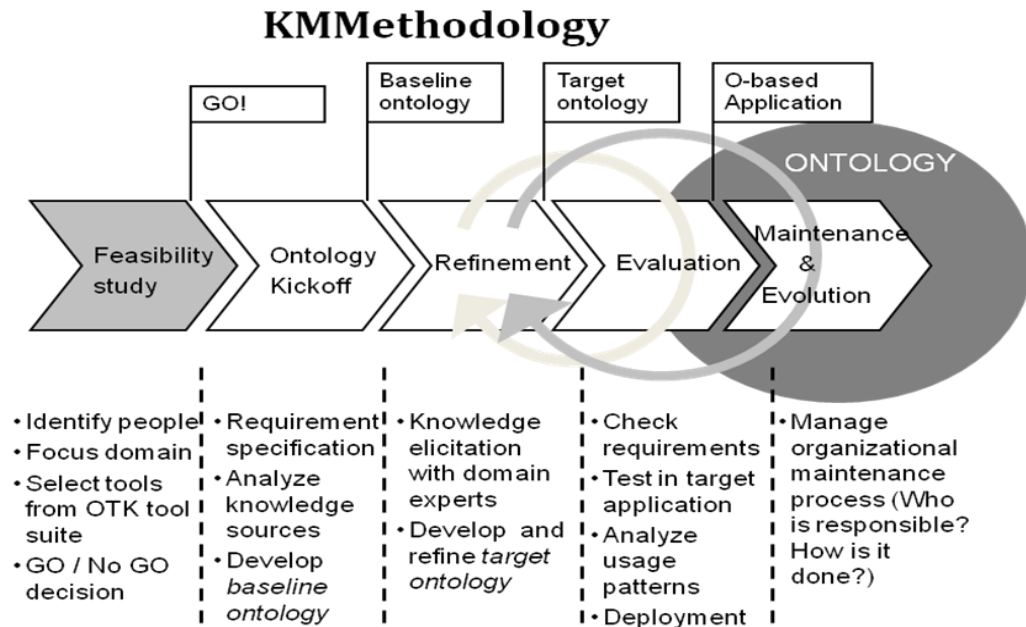 KMMethodology
GO!
Baseline
ontology
Target
ontology
O-based
Application
ONTOLOGY
Feasibility
study
Ontology
Kickoff
Refinement
Evaluation
Maintenance
&
Evolution
• Identify people
• Focus domain
• Select tools
from OTK tool
suite
• GO / No GO
decision
• Requirement
specification
• Analyze
knowledge
sources
• Develop
baseline
ontology
• Knowledge
elicitation
with domain
experts
• Develop and
refine target
ontology
• Check
requirements
• Test in target
application
• Analyze
usage
patterns
• Deployment
• Manage
organizational
maintenance
process (Who
is responsible?
How is it
done?)